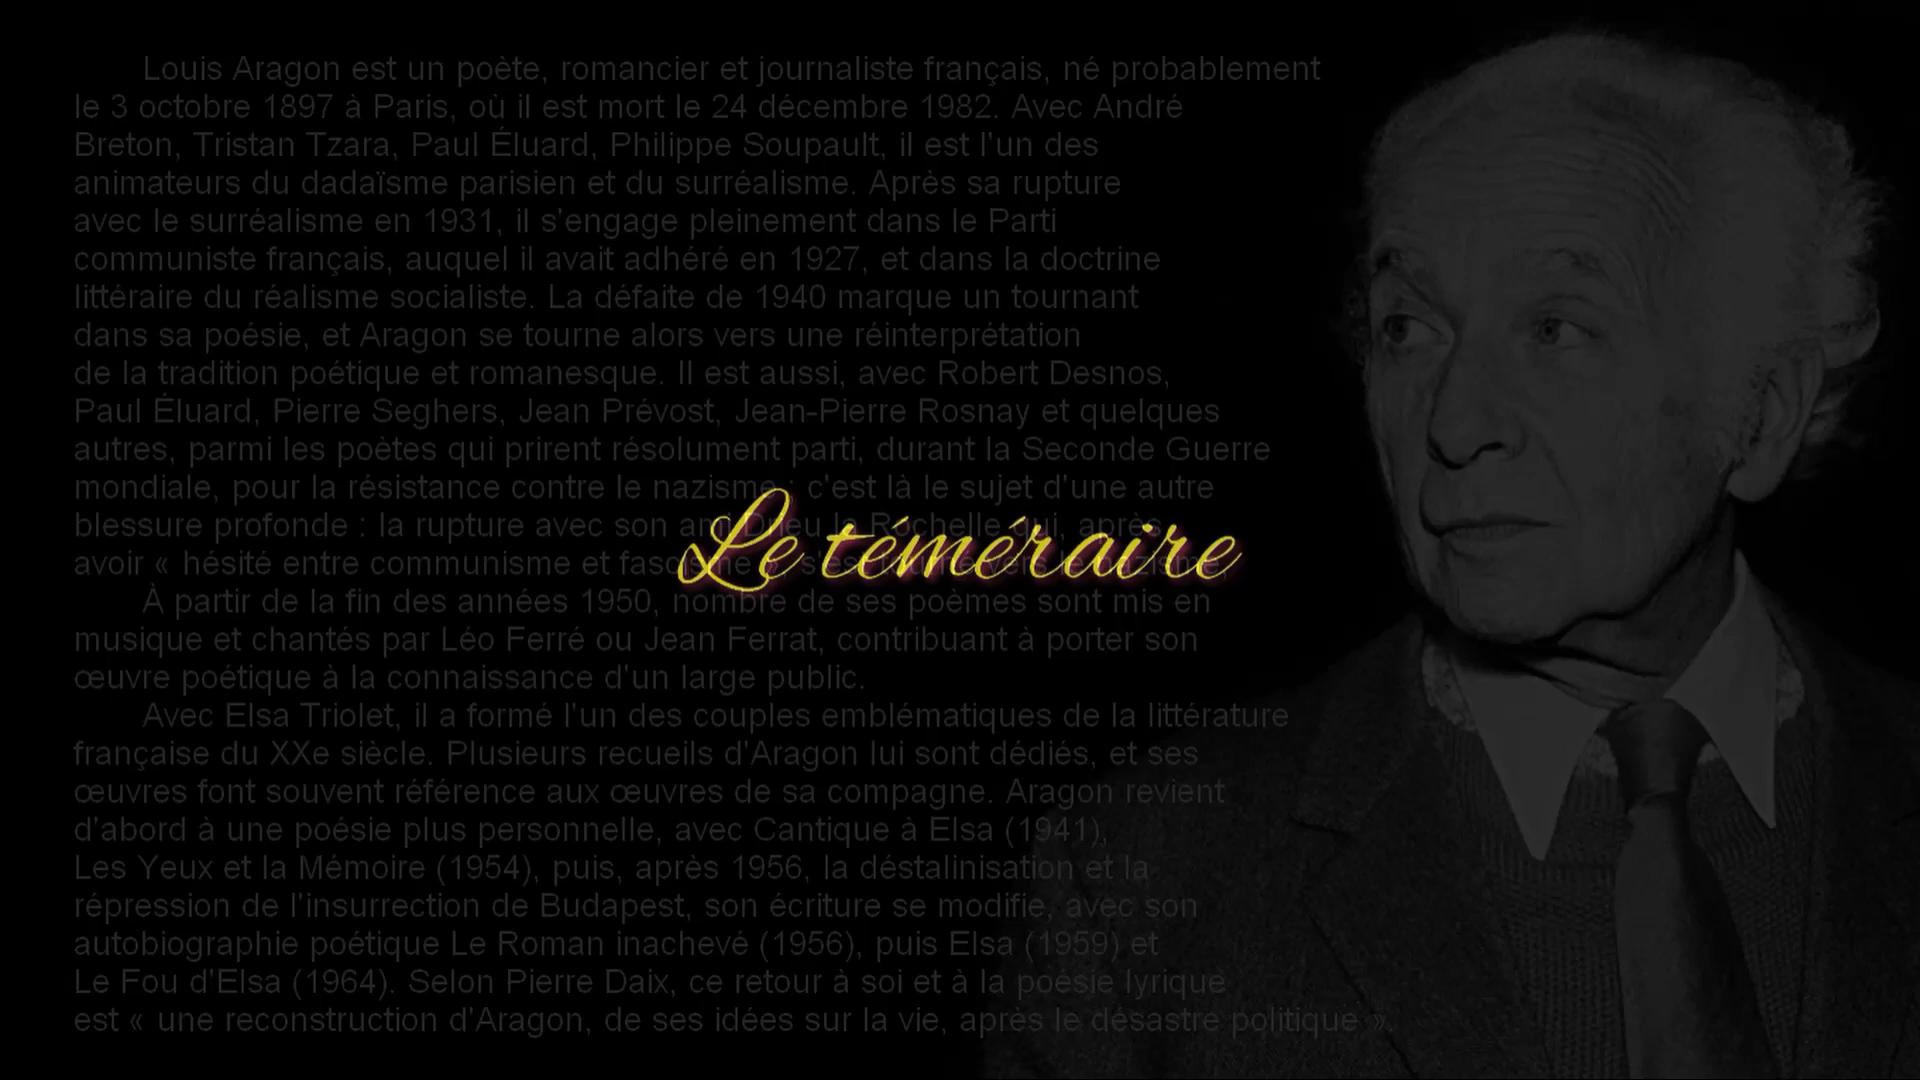 Louis Aragon est un poète, romancier et journaliste français, né probablement
le 3 octobre 1897 à Paris, où il est mort le 24 décembre 1982. Avec André
Breton, Tristan Tzara, Paul Éluard, Philippe Soupault, il est l'un des
animateurs du dadaïsme parisien et du surréalisme. Après sa rupture
avec le surréalisme en 1931, il s'engage pleinement dans le Parti
communiste français, auquel il avait adhéré en 1927, et dans la doctrine
littéraire du réalisme socialiste. La défaite de 1940 marque un tournant
dans sa poésie, et Aragon se tourne alors vers une réinterprétation
de la tradition poétique et romanesque. Il est aussi, avec Robert Desnos,
Paul Éluard, Pierre Seghers, Jean Prévost, Jean-Pierre Rosnay et quelques
autres, parmi les poètes qui prirent résolument parti, durant la Seconde Guerre
mondiale, pour la résistance contre le nazisme, c'est là le sujet d'une autre
blessure profonde : la rupture avec son ami Drieu la Rochelle qui, après
avoir « hésité entre communisme et fascisme »,
Le téméraire
À partir de la fin des années 1950, nombre de ses poèmes sont mis en
musique et chantés par Léo Ferré ou Jean Ferrat, contribuant à porter son
œuvre poétique à la connaissance d'un large public.
Avec Elsa Triolet, il a formé l'un des couples emblématiques de la littérature
française du XXe siècle. Plusieurs recueils d'Aragon lui sont dédiés, et ses
œuvres font souvent référence aux œuvres de sa compagne. Aragon revient
d'abord à une poésie plus personnelle, avec Cantique à Elsa (1941),
Les Yeux et la Mémoire (1954), puis, après 1956, la déstalinisation et la
répression de l'insurrection de Budapest, son écriture se modifie, avec son
autobiographie poétique Le Roman inachevé (1956), puis Elsa (1959) et
Le Fou d'Elsa (1964). Selon Pierre Daix, ce retour à soi et à la poésie lyrique
est « une reconstruction d'Aragon, de ses idées sur la vie, après le désastre politique ».